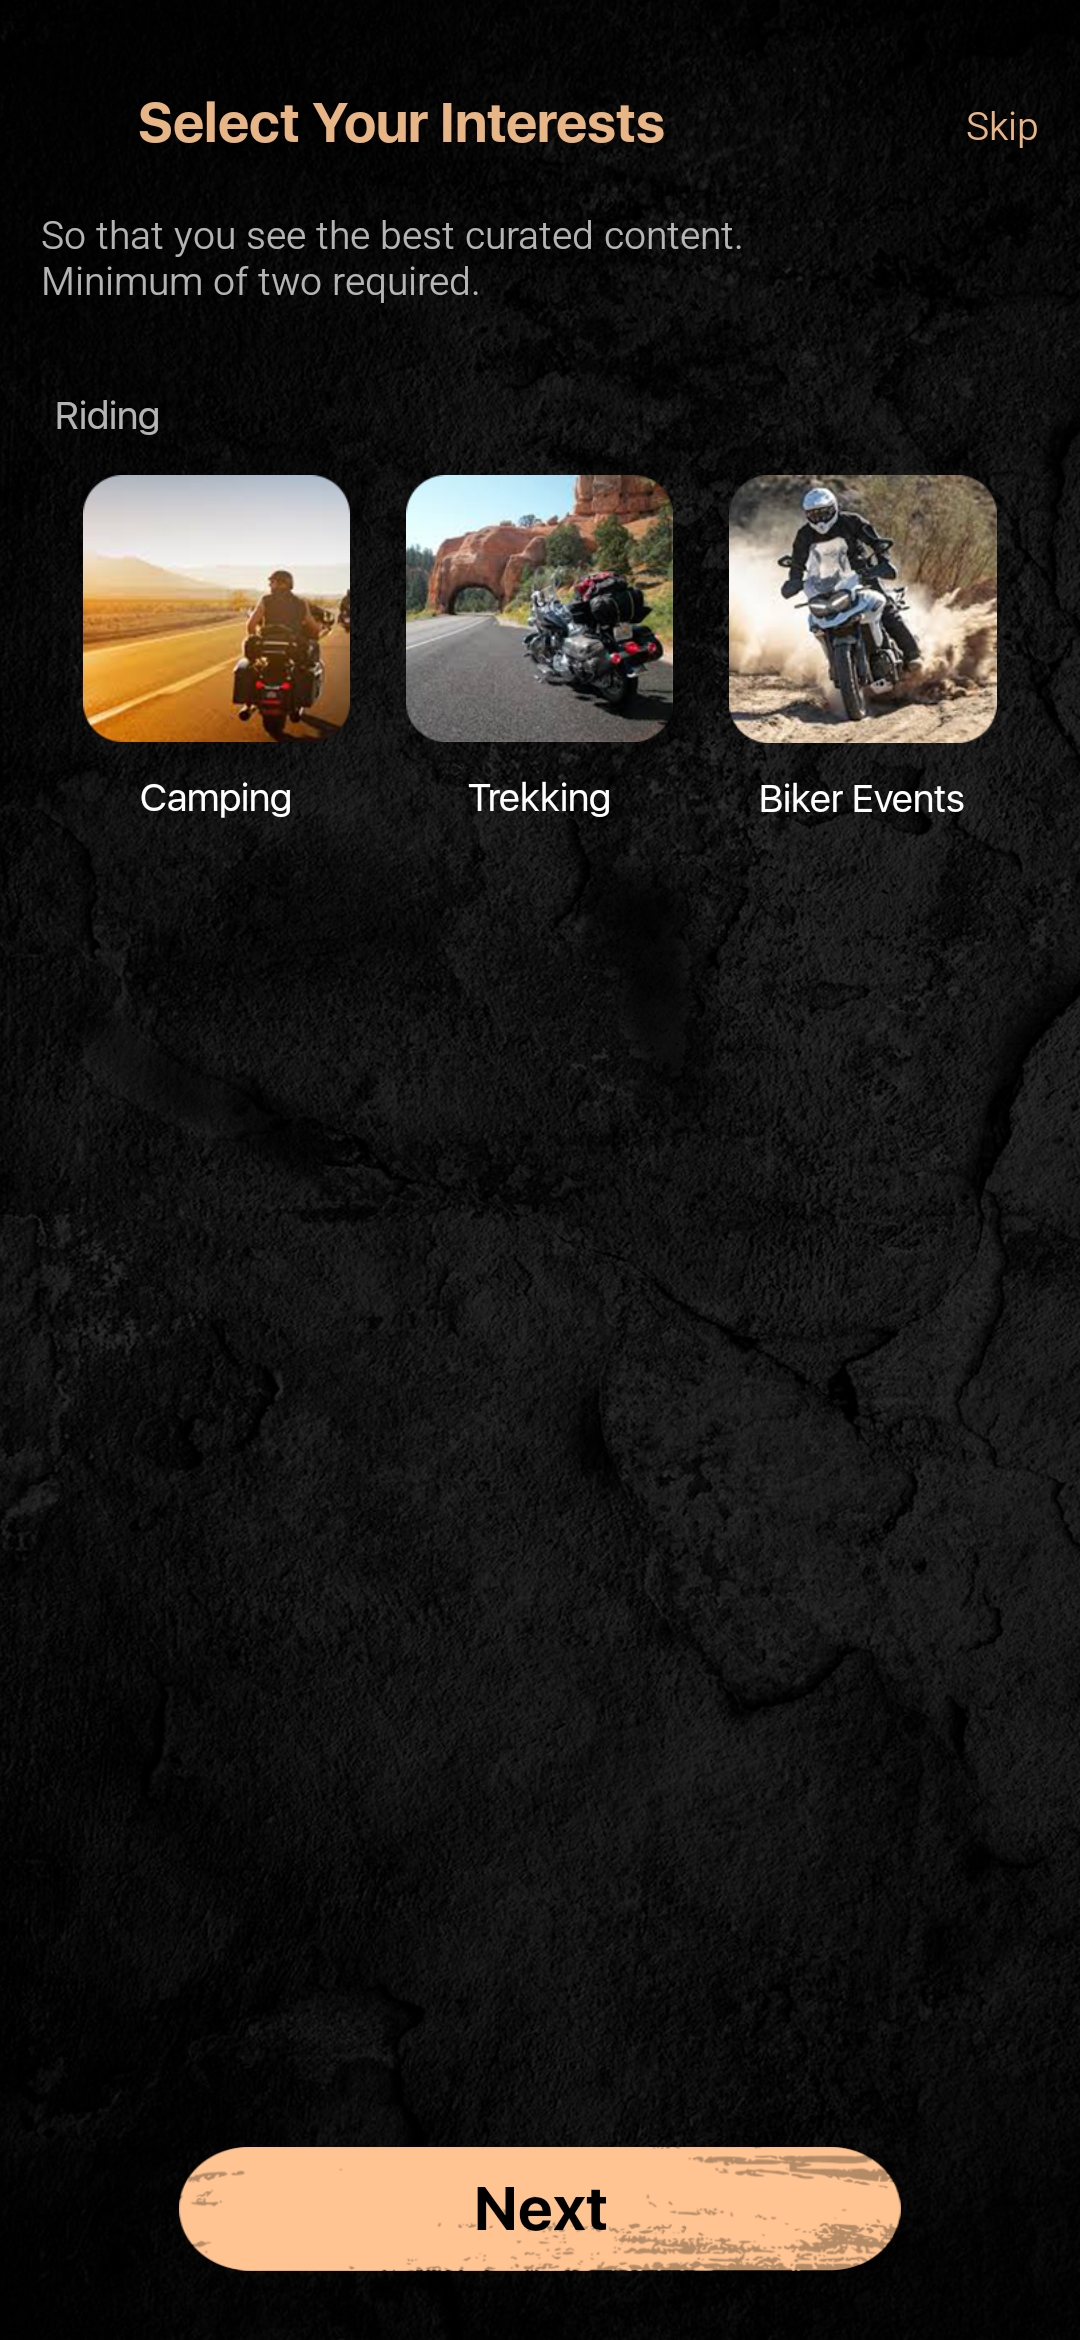 Select Your Interests
Skip
So that you see the best curated content.
Minimum of two required.
Riding
Camping
Trekking
Biker Events
Next